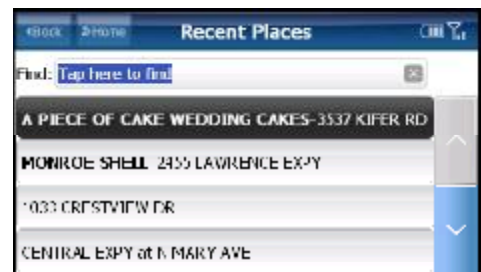 Back Home Recent Places
Find: Tap here to find
A PIECE OF CAKE WEDDING CAKES-3537 KIFER RD
MONROE SHELL 2455 LAWRENCE EXPY
1033 CRESTVIEW DR
CENTRAL EXPY at N MARY AVE